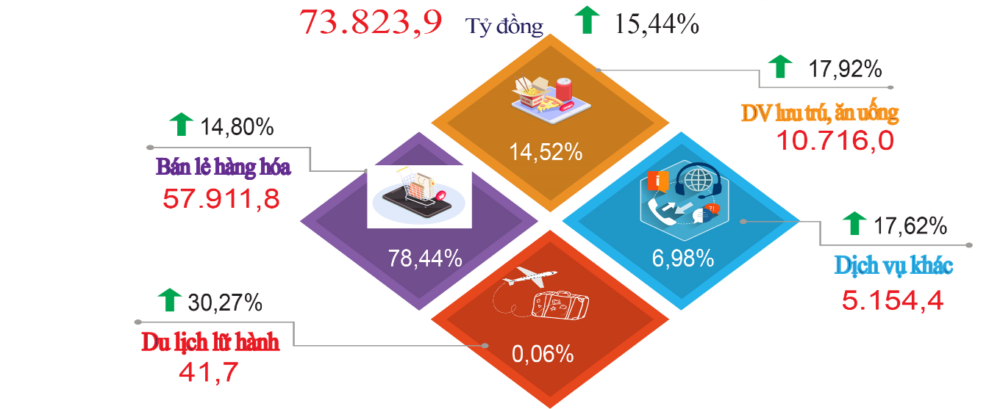 73.823,9 Tỷ đồng 15,44%
17,92%
DV lưu trú, ăn uống
10.716,0
14,52%
14,80%
Bán lẻ hàng hóa
57.911,8
78,44%
17,62%
Dịch vụ khác
5.154,4
6,98%
i
?!
30,27%
Du lịch lữ hành
41,7
0,06%